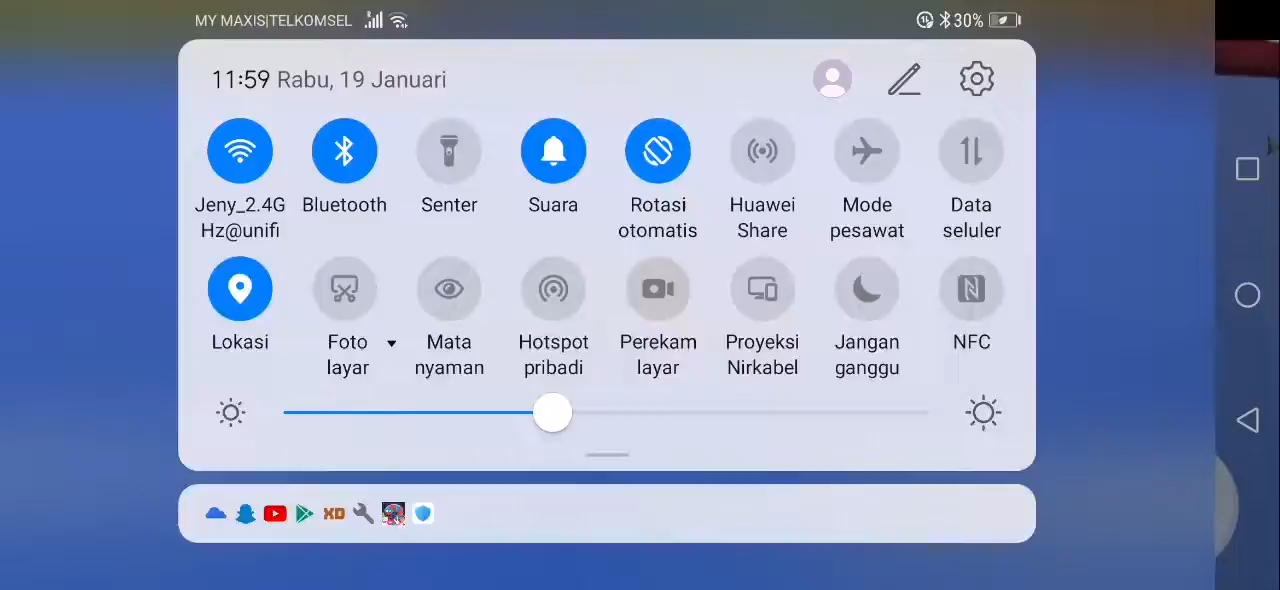 MY MAXIS|TELKOMSEL
30%
11:59 Rabu, 19 Januari
Jeny_2.4G
Hz@unifi
Bluetooth
Senter
Suara
Rotasi
otomatis
Huawei
Share
Mode
pesawat
Data
seluler
Lokasi
Foto
layar
Mata
nyaman
Hotspot
pribadi
Perekam
layar
Proyeksi
Nirkabel
Jangan
ganggu
NFC
XD